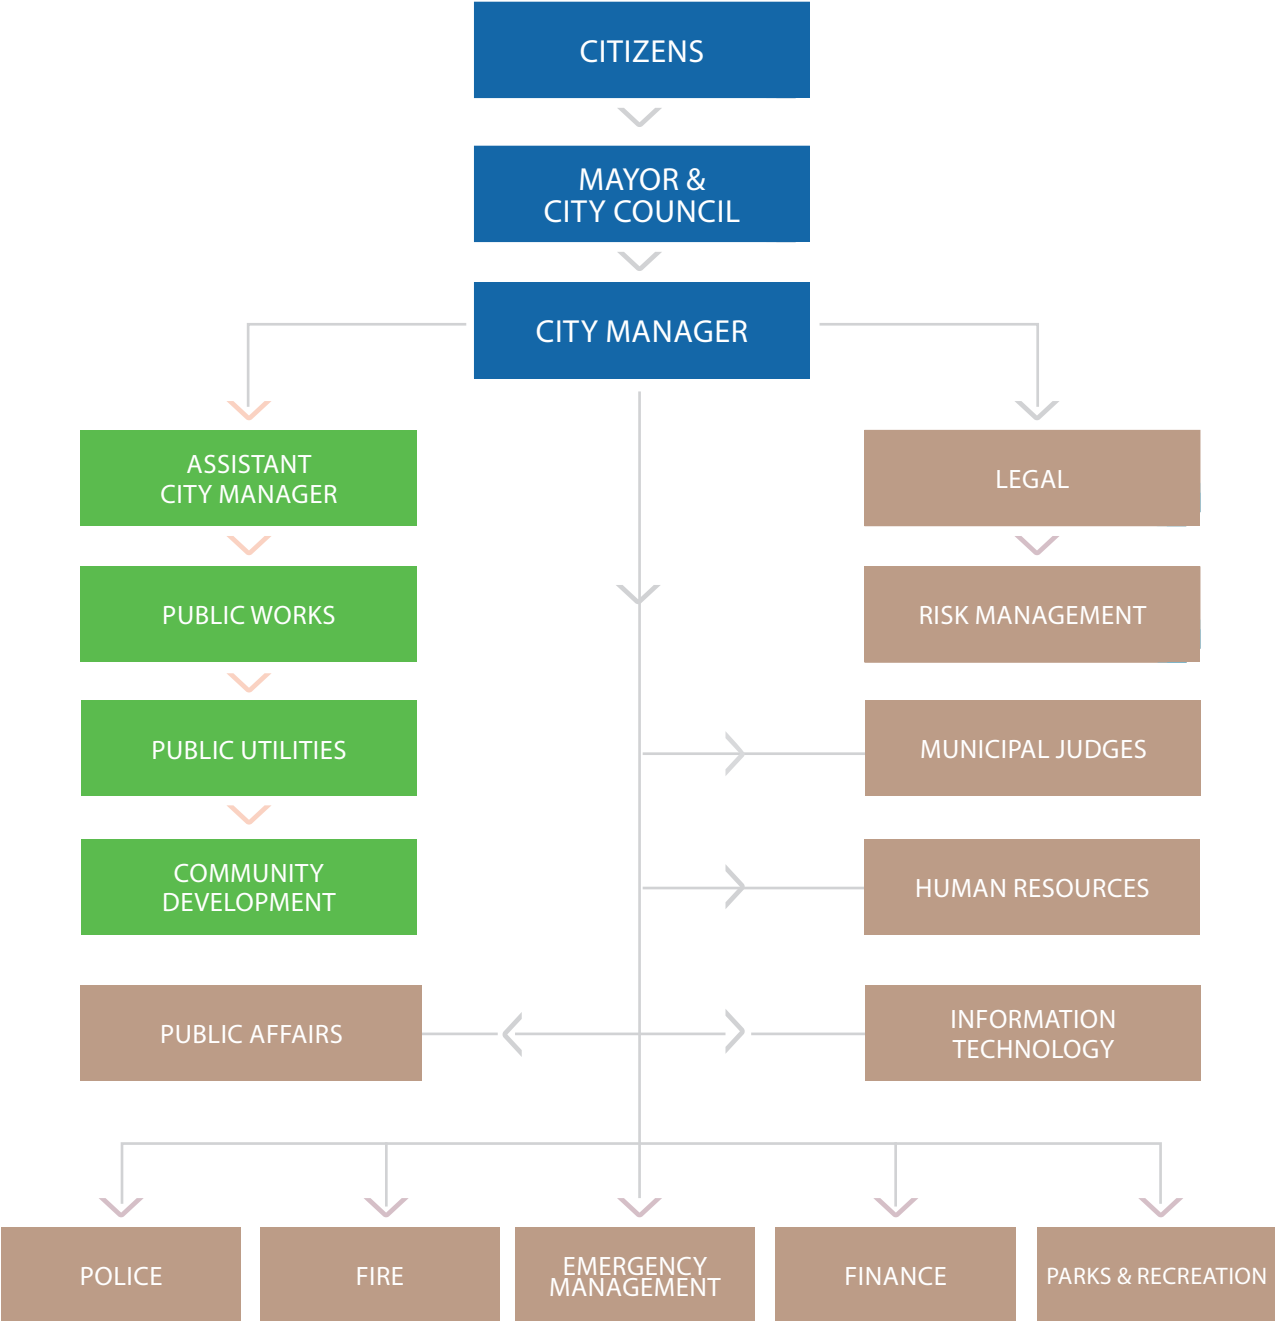 CITIZENS
MAYOR &
CITY COUNCIL
CITY MANAGER
ASSISTANT
CITY MANAGER
LEGAL
PUBLIC WORKS
RISK MANAGEMENT
PUBLIC UTILITIES
MUNICIPAL JUDGES
COMMUNITY
DEVELOPMENT
HUMAN RESOURCES
PUBLIC AFFAIRS
INFORMATION
TECHNOLOGY
POLICE
FIRE
EMERGENCY
MANAGEMENT
FINANCE
PARKS & RECREATION